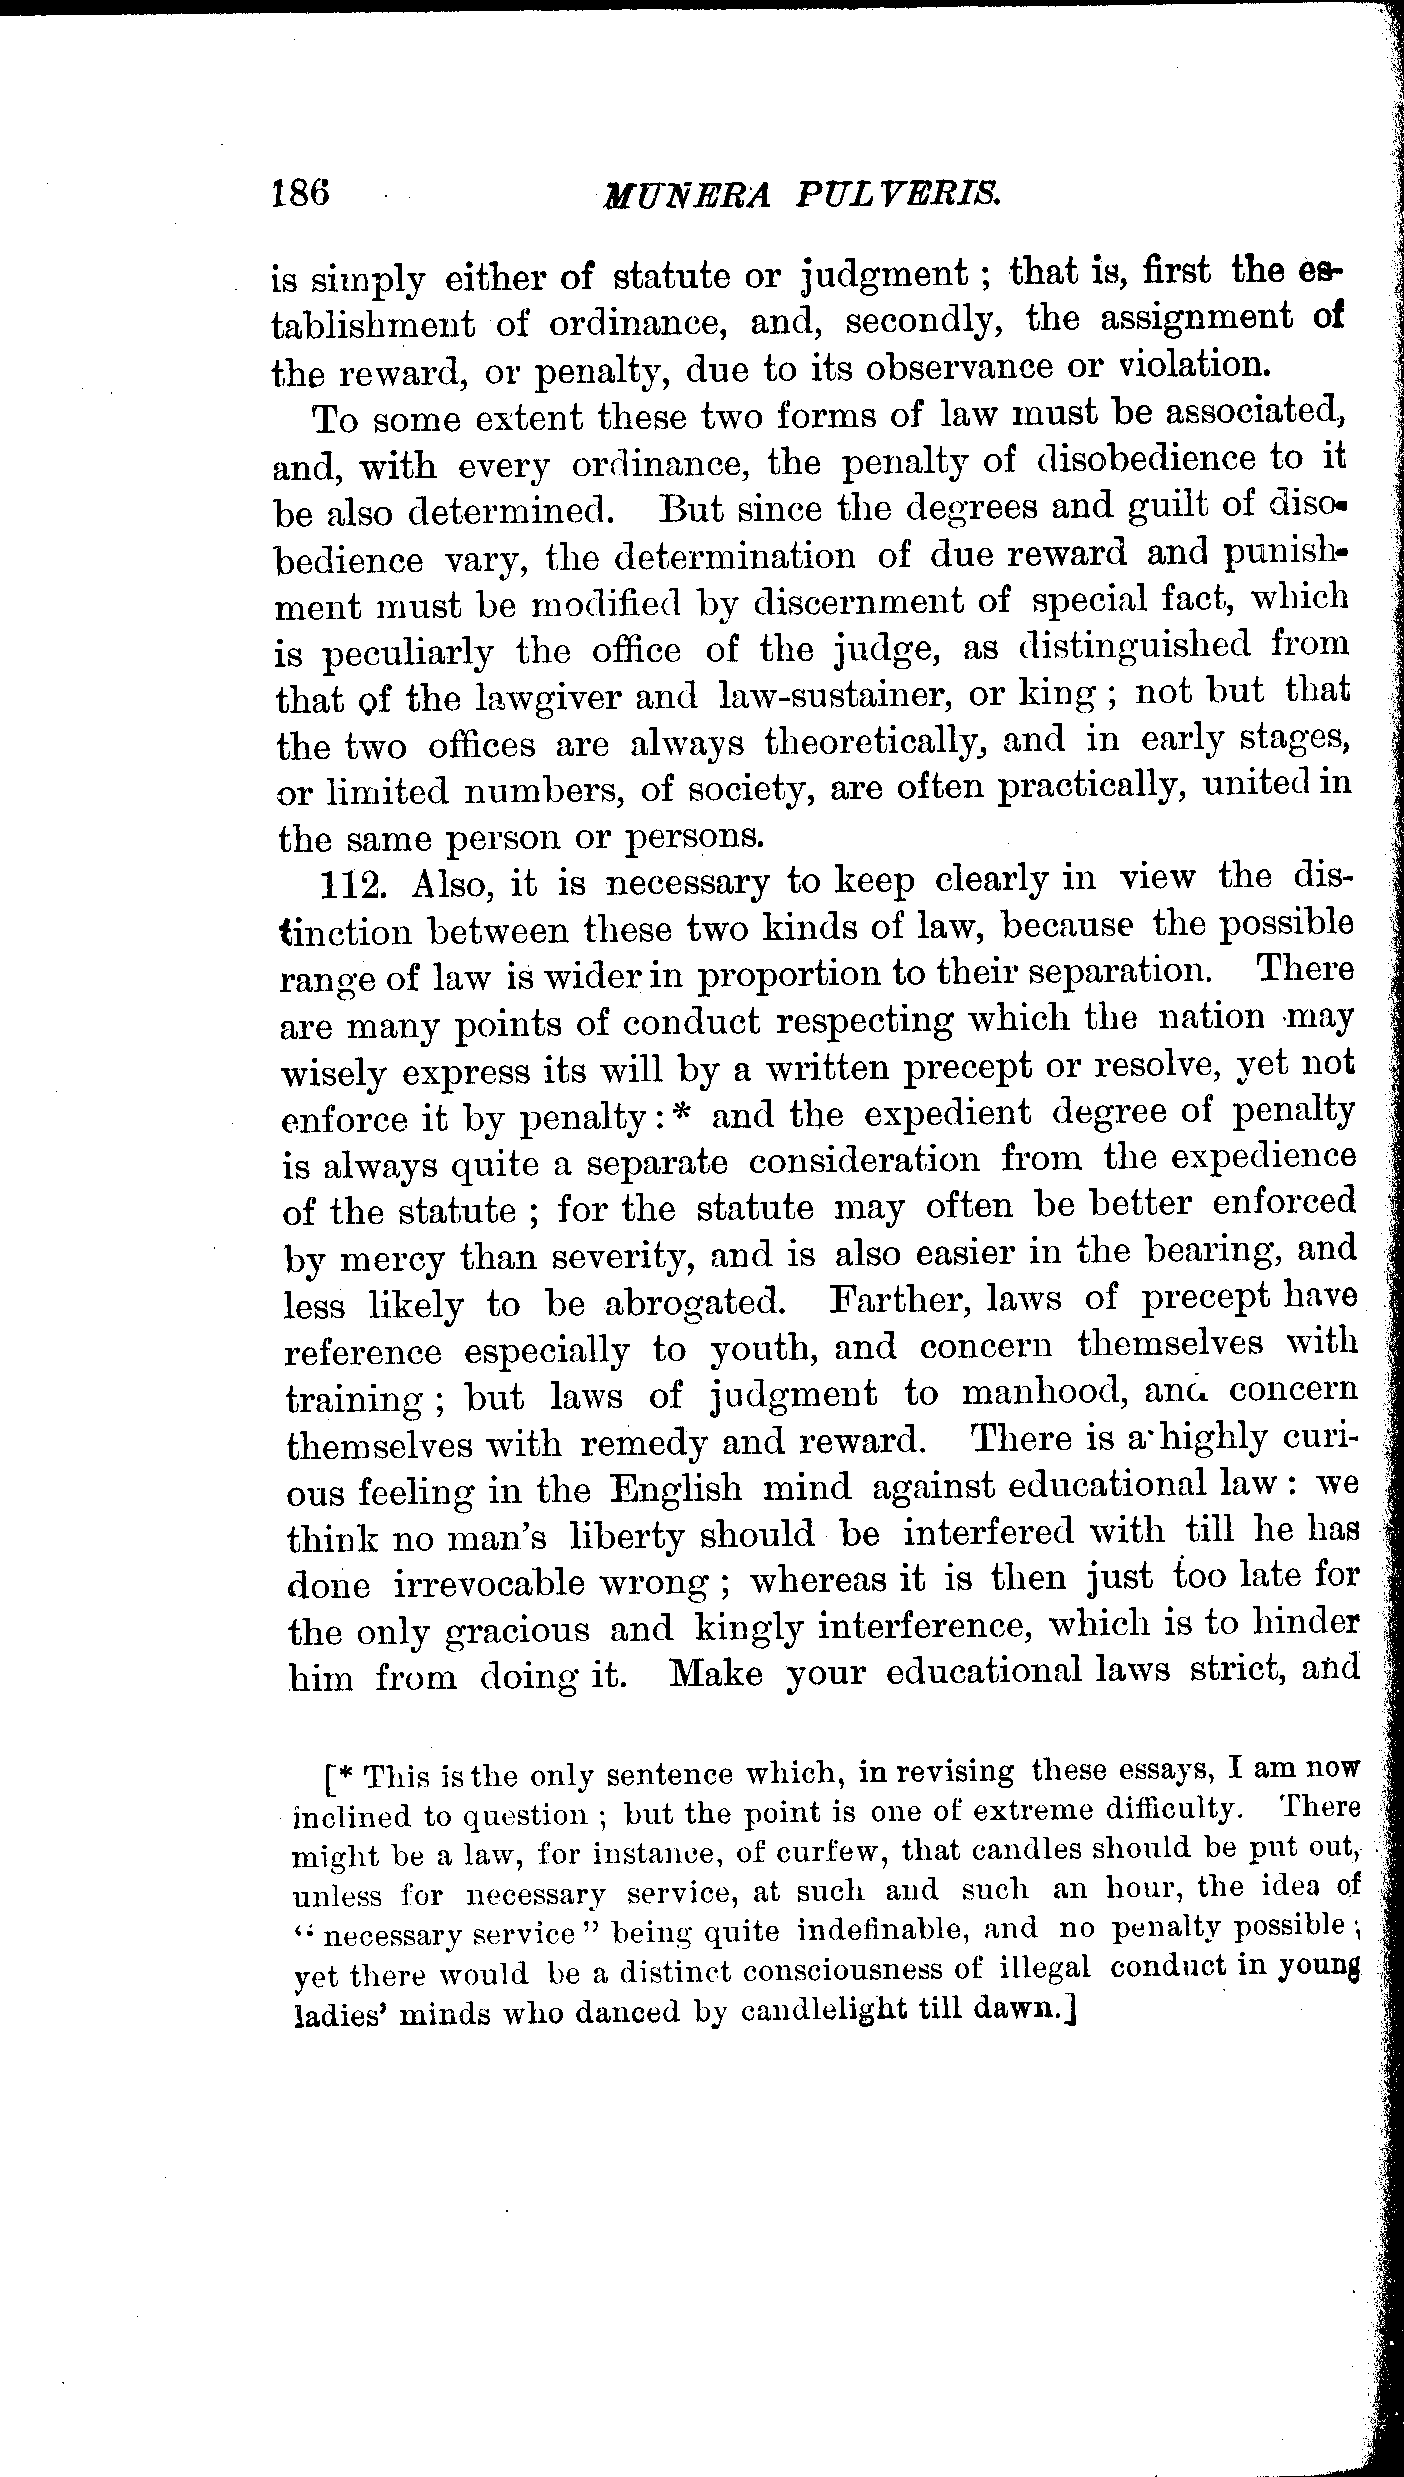 186 MUNERA PULVERIS.
is simply either of statute or judgment ; that is, first the es-
tablishment of ordinance, and, secondly, the assignment of
the reward, or penalty, due to its observance or violation.
To some extent these two forms of law must be associated,
and, with every ordinance, the penalty of disobedience to it
be also determined. But since the degrees and guilt of diso-
bedience vary, the determination of due reward and punish-
ment must be modified by discernment of special fact, which
is peculiarly the office of the judge, as distinguished from
that of the lawgiver and law-sustainer, or king ; not but that
the two offices are always theoretically, and in early stages,
or limited numbers, of society, are often practically, united in
the same person or persons.
112. Also, it is necessary to keep clearly in view the dis-
tinction between these two kinds of law, because the possible
range of law is wider in proportion to their separation. There
are many points of conduct respecting which the nation may
wisely express its will by a written precept or resolve, yet not
enforce it by penalty : * and the expedient degree of penalty
is always quite a separate consideration from the expedience
of the statute ; for the statute may often be better enforced
by mercy than severity, and is also easier in the bearing, and
less likely to be abrogated. Farther, laws of precept have
reference especially to youth, and concern themselves with
training ; but laws of judgment to manhood, and concern
themselves with remedy and reward. There is a highly curi-
ous feeling in the English mind against educational law : we
think no man's liberty should be interfered with till he has
done irrevocable wrong ; whereas it is then just too late for
the only gracious and kingly interference, which is to hinder
him from doing it. Make your educational laws strict, and
[* This is the only sentence which, in revising these essays, I am now
inclined to question ; but the point is one of extreme difficulty. There
might be a law, for instance, of curfew, that candles should be put out,
unless for necessary service, at such and such an hour, the idea of
" necessary service " being quite indefinable, and no penalty possible ;
yet there would be a distinct consciousness of illegal conduct in young
ladies' minds who danced by candlelight till dawn.]